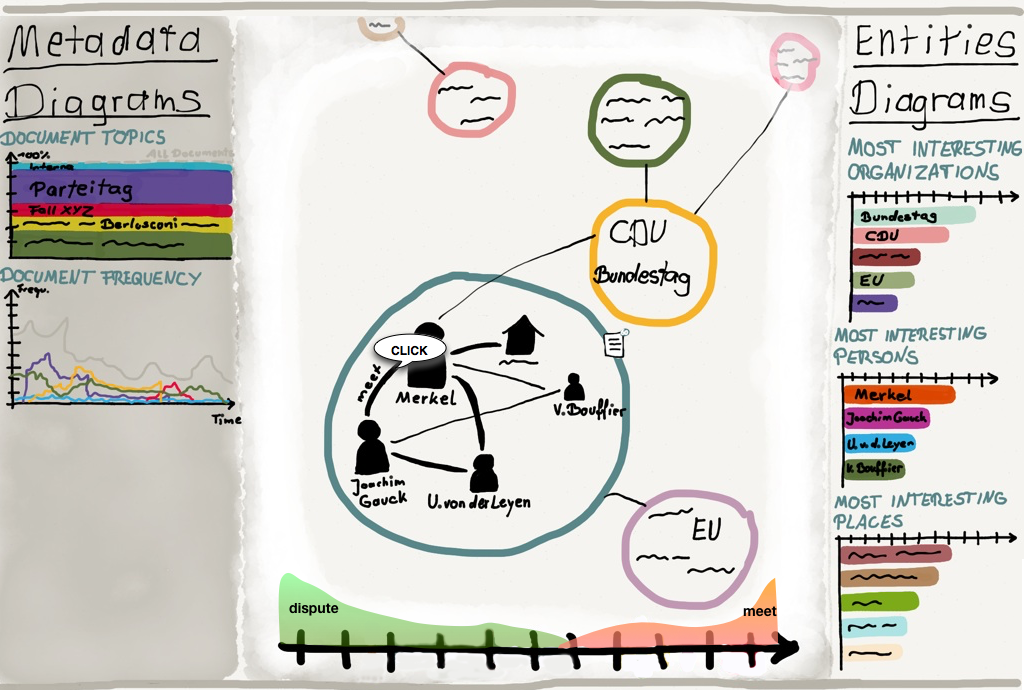 Metadata
Diagrams
DOCUMENT TOPICS
100%
ALL Documents
Interna
Parteitag
Fall XYZ
Berlusconi
DOCUMENT FREQUENCY
Frequ.
Time
CDU
Bundestag
CLICK
meet
Merkel
V. Bouffier
Joachim
Gauck
U. von der Leyen
EU
dispute
meet
Entities
Diagrams
MOST INTERESTING
ORGANIZATIONS
Bundestag
CDU
EU
MOST INTERESTING
PERSONS
Merkel
Joachim Gauck
U. v. d. Leyen
V. Bouffier
MOST INTERESTING
PLACES